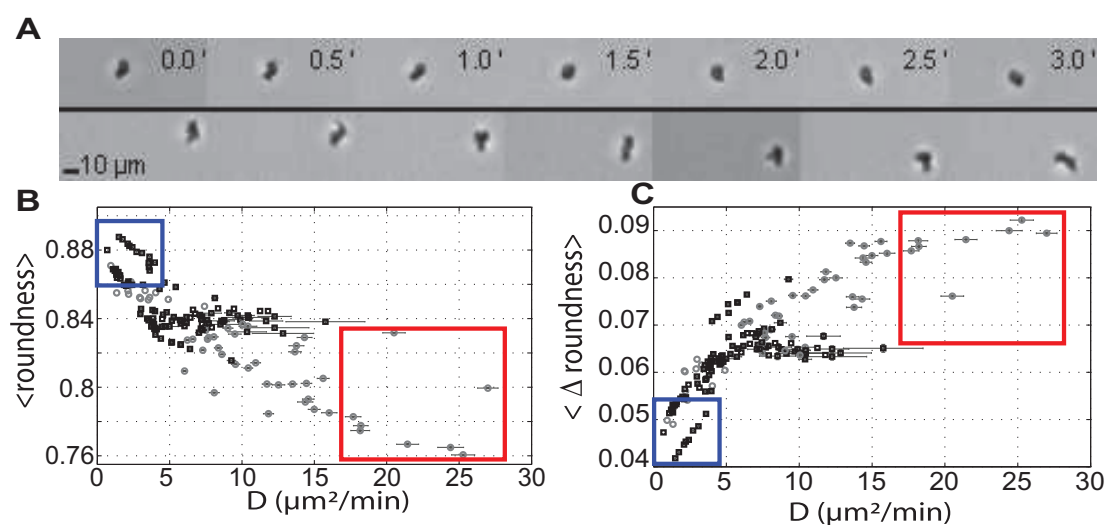 A
0.0 ' 0.5 ' 1.0 ' 1.5 ' 2.0 ' 2.5 ' 3.0 '
10 μm
B
<roundness>
0.88
0.84
0.8
0.76
0 5 10 15 20 25 30
D (μm²/min)
C
< Δ roundness>
0.09
0.08
0.07
0.06
0.05
0.04
0 5 10 15 20 25 30
D (μm²/min)